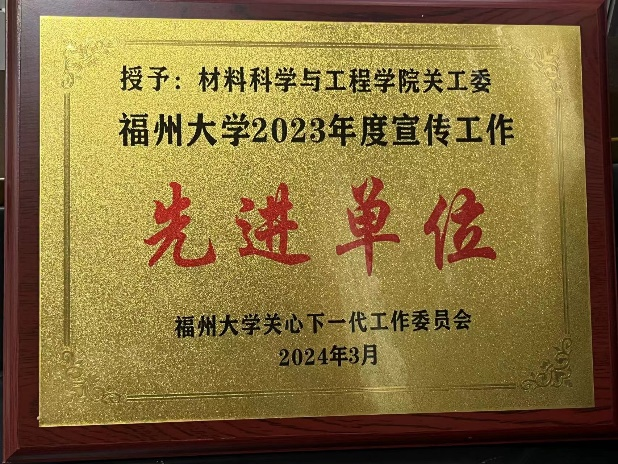 授予：材料科学与工程学院关工委
福州大学2023年度宣传工作
先进单位
福州大学关心下一代工作委员会
2024年3月